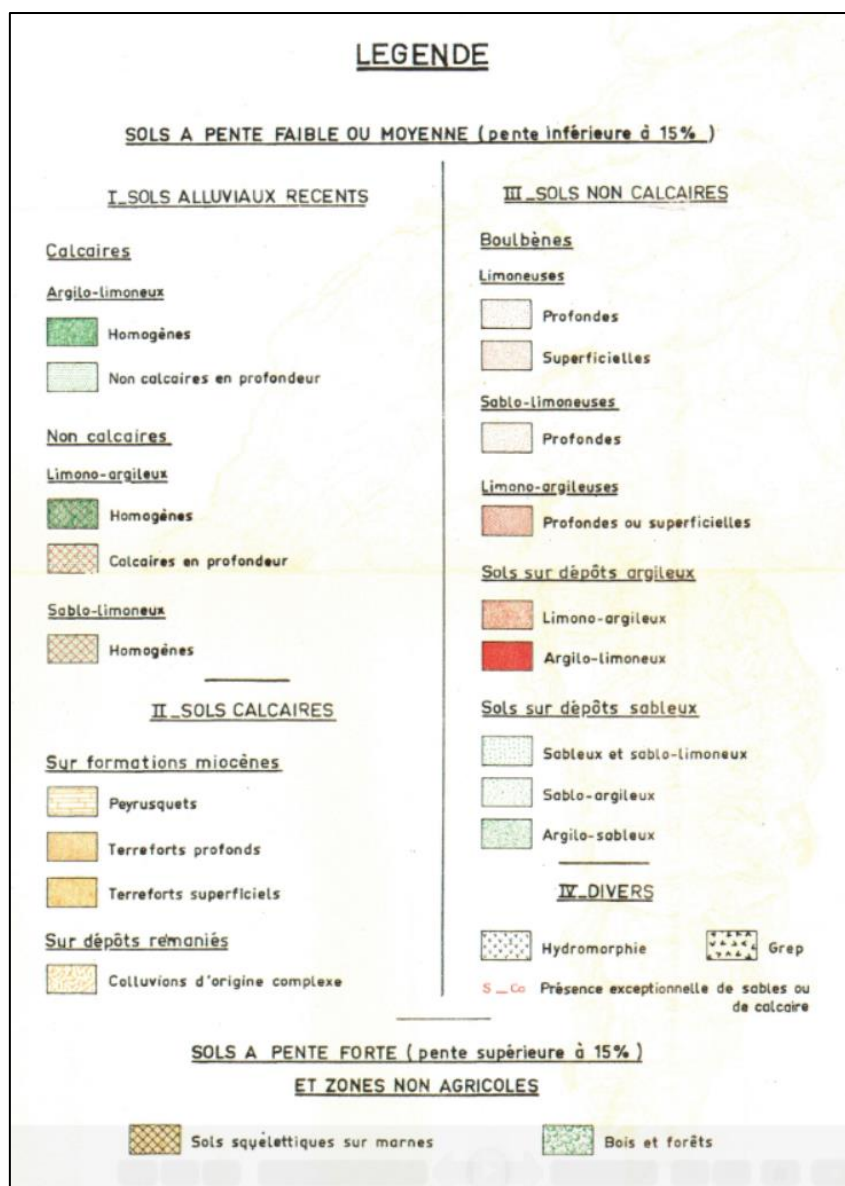 LEGENDE
SOLS A PENTE FAIBLE OU MOYENNE (pente inférieure à 15% )
I_SOLS ALLUVIAUX RECENTS
Calcaires
Argilo-limoneux
Homogènes
Non calcaires en profondeur
Non calcaires
Limono-argileux
Homogènes
Calcaires en profondeur
Sablo-limoneux
Homogènes
II_SOLS CALCAIRES
Sur formations miocènes
Peyrusquets
Terreforts profonds
Terreforts superficiels
Sur dépôts remaniés
Colluvions d'origine complexe
III_SOLS NON CALCAIRES
Boulbènes
Limoneuses
Profondes
Superficielles
Sablo-limoneuses
Profondes
Limono-argileuses
Profondes ou superficielles
Sols sur dépôts argileux
Limono-argileux
Argilo-limoneux
Sols sur dépôts sableux
Sableux et sablo-limoneux
Sablo-argileux
Argilo-sableux
IV_DIVERS
Hydromorphie
Grep
S _ Ca Présence exceptionnelle de sables ou
de calcaire
SOLS A PENTE FORTE ( pente supérieure à 15% )
ET ZONES NON AGRICOLES
Sols squelettiques sur marnes
Bois et forêts